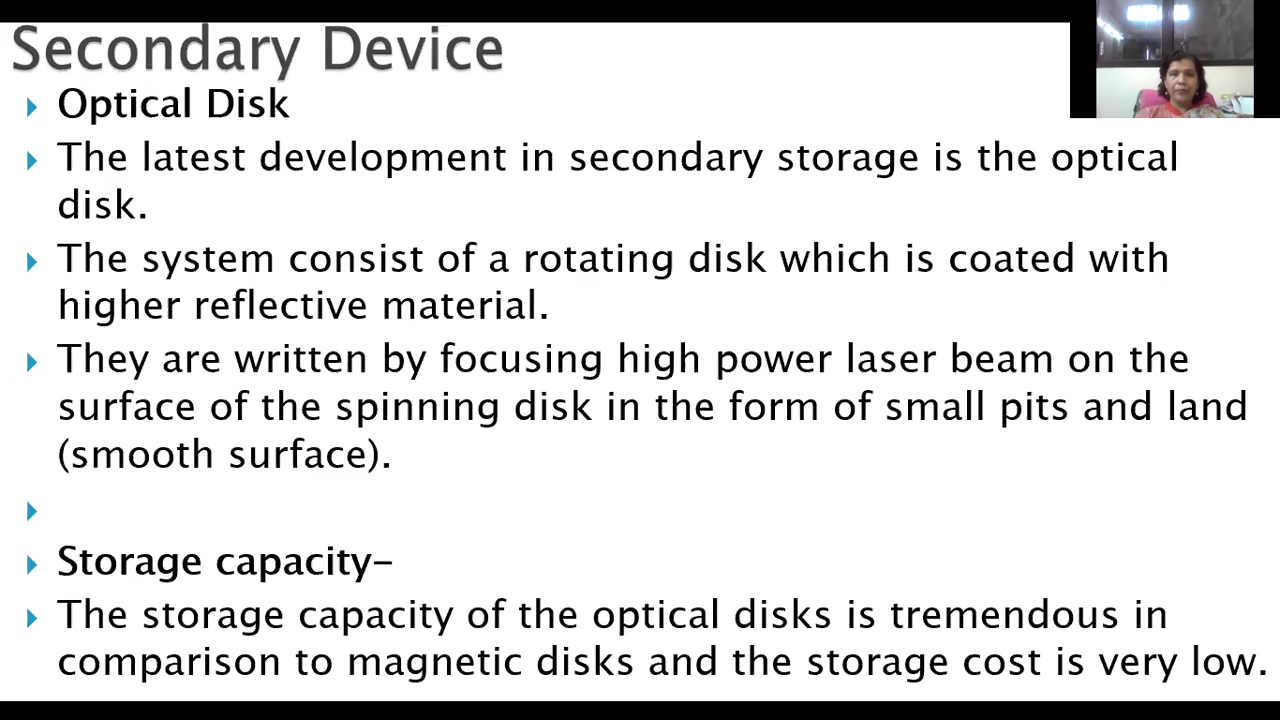 Secondary Device
Optical Disk
The latest development in secondary storage is the optical
disk.
The system consist of a rotating disk which is coated with
higher reflective material.
They are written by focusing high power laser beam on the
surface of the spinning disk in the form of small pits and land
(smooth surface).
Storage capacity-
The storage capacity of the optical disks is tremendous in
comparison to magnetic disks and the storage cost is very low.